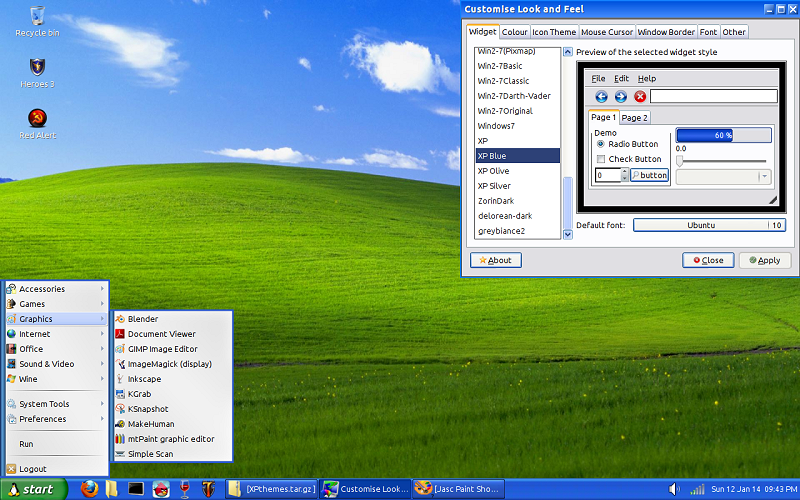 Recycle bin
Heroes 3
Red Alert
Customise Look and Feel
Widget Colour Icon Theme Mouse Cursor Window Border Font Other
Win2-7(Pixmap)
Win2-7Basic
Win2-7Classic
Win2-7Darth-Vader
Win2-7Original
Windows7
XP
XP Blue
XP Olive
XP Silver
ZorinDark
delorean-dark
greybiance2
Preview of the selected widget style
File Edit Help
Page 1 Page 2
Demo
Radio Button
Check Button
0 button
60 %
0.0
Default font: Ubuntu 10
About Close Apply
Accessories
Games
Graphics
Internet
Office
Sound & Video
Wine
System Tools
Preferences
Run
Logout
Blender
Document Viewer
GIMP Image Editor
ImageMagick (display)
Inkscape
KGrab
KSnapshot
MakeHuman
mtPaint graphic editor
Simple Scan
start [XPthemes.tar.gz ] Customise Look... [Jasc Paint Sho... Sun 12 Jan 14 09:43 PM